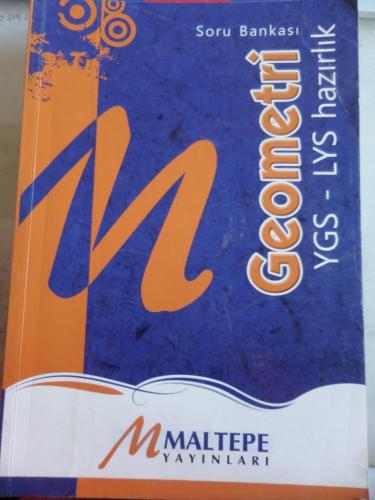 Soru Bankası
Geometri
YGS - LYS hazırlık
MALTEPE
YAYINLARI